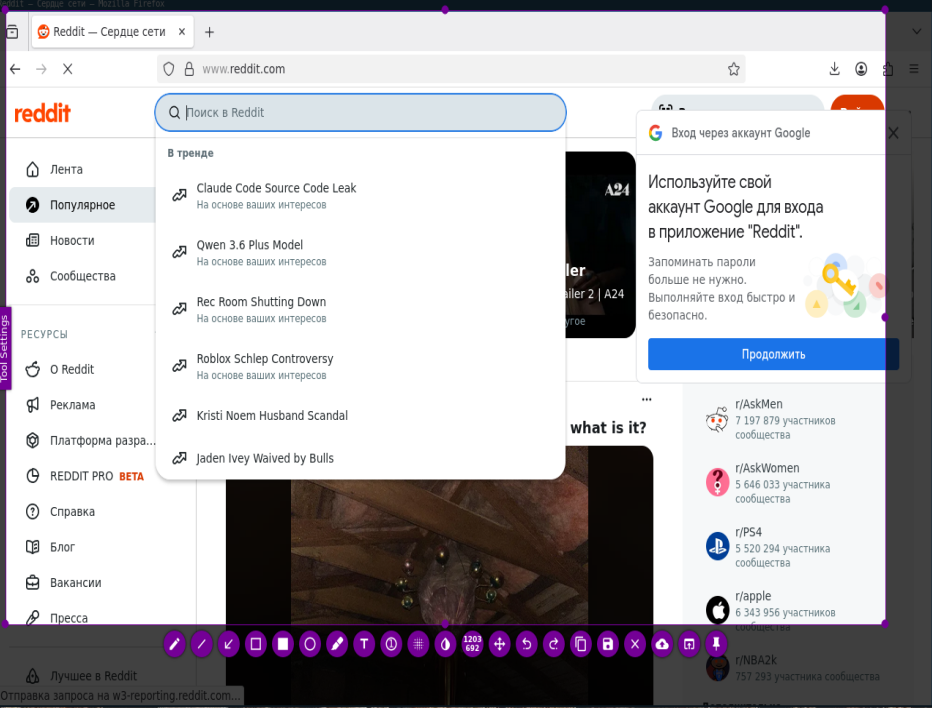 Reddit — Сердце сети — Mozilla Firefox
Reddit — Сердце сети
www.reddit.com
reddit
Поиск в Reddit
В тренде
Claude Code Source Code Leak
На основе ваших интересов
Qwen 3.6 Plus Model
На основе ваших интересов
Rec Room Shutting Down
На основе ваших интересов
Roblox Schlep Controversy
На основе ваших интересов
Kristi Noem Husband Scandal
Jaden Ivey Waived by Bulls
Лента
Популярное
Новости
Сообщества
РЕСУРСЫ
О Reddit
Реклама
Платформа разра...
REDDIT PRO BETA
Справка
Блог
Вакансии
Пресса
Лучшее в Reddit
Отправка запроса на w3-reporting.reddit.com...
Tool Settings
A24
ler
ailer 2 | A24
угое
what is it?
Вход через аккаунт Google
Используйте свой
аккаунт Google для входа
в приложение "Reddit".
Запоминать пароли
больше не нужно.
Выполняйте вход быстро и
безопасно.
Продолжить
r/AskMen
7 197 879 участников
сообщества
r/AskWomen
5 646 033 участника
сообщества
r/PS4
5 520 294 участника
сообщества
r/apple
6 343 956 участников
сообщества
r/NBA2k
757 293 участника сообщества
T
1203
692